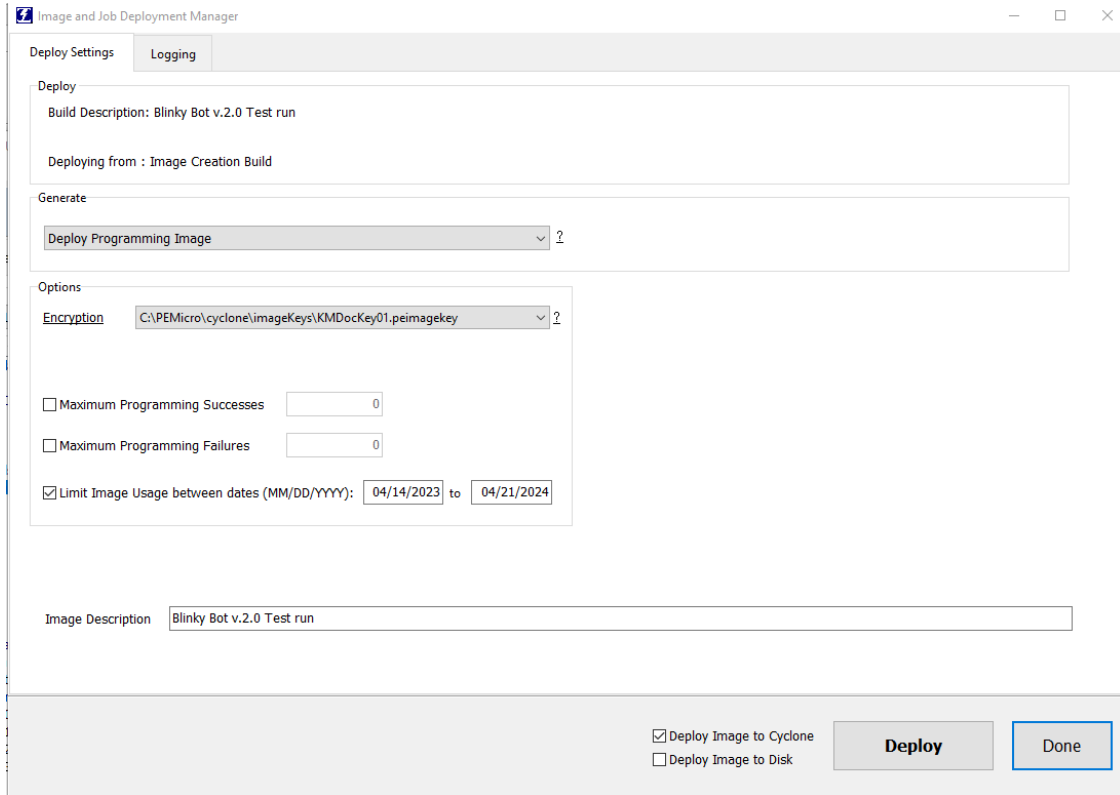 Image and Job Deployment Manager
Deploy Settings
Logging
Deploy
Build Description: Blinky Bot v.2.0 Test run
Deploying from : Image Creation Build
Generate
Deploy Programming Image
?
Options
Encryption
C:\PEMicro\cyclone\imageKeys\KMDocKey01.peimagekey
?
Maximum Programming Successes 0
Maximum Programming Failures 0
Limit Image Usage between dates (MM/DD/YYYY): 04/14/2023 to 04/21/2024
Image Description Blinky Bot v.2.0 Test run
Deploy Image to Cyclone
Deploy Image to Disk
Deploy
Done